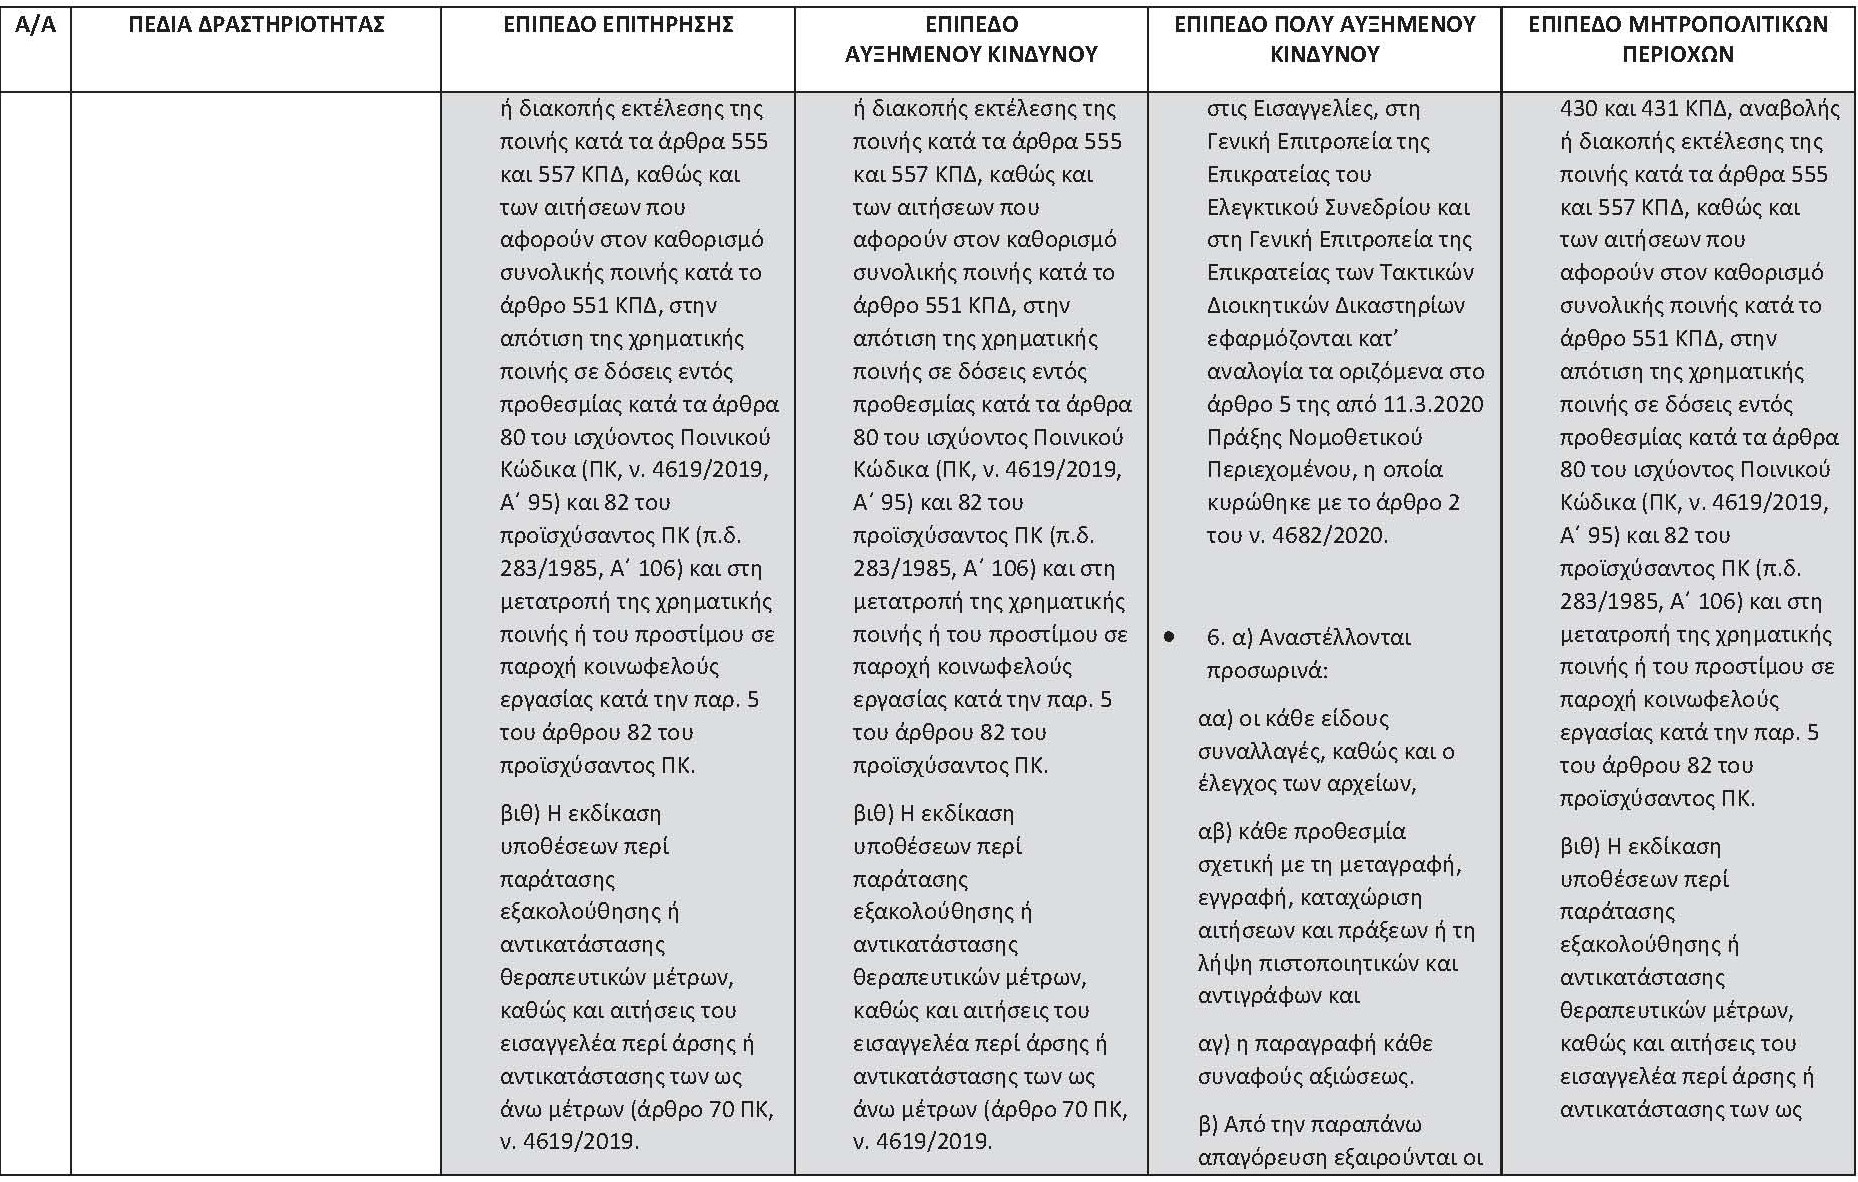 Α/Α
ΠΕΔΙΑ ΔΡΑΣΤΗΡΙΟΤΗΤΑΣ
ΕΠΙΠΕΔΟ ΕΠΙΤΗΡΗΣΗΣ
ΕΠΙΠΕΔΟ
ΑΥΞΗΜΕΝΟΥ ΚΙΝΔΥΝΟΥ
ΕΠΙΠΕΔΟ ΠΟΛΥ ΑΥΞΗΜΕΝΟΥ
ΚΙΝΔΥΝΟΥ
ΕΠΙΠΕΔΟ ΜΗΤΡΟΠΟΛΙΤΙΚΩΝ
ΠΕΡΙΟΧΩΝ
ή διακοπής εκτέλεσης της
ποινής κατά τα άρθρα 555
και 557 ΚΠΔ, καθώς και
των αιτήσεων που
αφορούν στον καθορισμό
συνολικής ποινής κατά το
άρθρο 551 ΚΠΔ, στην
απότιση της χρηματικής
ποινής σε δόσεις εντός
προθεσμίας κατά τα άρθρα
80 του ισχύοντος Ποινικού
Κώδικα (ΠΚ, ν. 4619/2019,
Α΄ 95) και 82 του
προϊσχύσαντος ΠΚ (π.δ.
283/1985, Α΄ 106) και στη
μετατροπή της χρηματικής
ποινής ή του προστίμου σε
παροχή κοινωφελούς
εργασίας κατά την παρ. 5
του άρθρου 82 του
προϊσχύσαντος ΠΚ.
βιθ) Η εκδίκαση
υποθέσεων περί
παράτασης
εξακολούθησης ή
αντικατάστασης
θεραπευτικών μέτρων,
καθώς και αιτήσεις του
εισαγγελέα περί άρσης ή
αντικατάστασης των ως
άνω μέτρων (άρθρο 70 ΠΚ,
ν. 4619/2019.
ή διακοπής εκτέλεσης της
ποινής κατά τα άρθρα 555
και 557 ΚΠΔ, καθώς και
των αιτήσεων που
αφορούν στον καθορισμό
συνολικής ποινής κατά το
άρθρο 551 ΚΠΔ, στην
απότιση της χρηματικής
ποινής σε δόσεις εντός
προθεσμίας κατά τα άρθρα
80 του ισχύοντος Ποινικού
Κώδικα (ΠΚ, ν. 4619/2019,
Α΄ 95) και 82 του
προϊσχύσαντος ΠΚ (π.δ.
283/1985, Α΄ 106) και στη
μετατροπή της χρηματικής
ποινής ή του προστίμου σε
παροχή κοινωφελούς
εργασίας κατά την παρ. 5
του άρθρου 82 του
προϊσχύσαντος ΠΚ.
βιθ) Η εκδίκαση
υποθέσεων περί
παράτασης
εξακολούθησης ή
αντικατάστασης
θεραπευτικών μέτρων,
καθώς και αιτήσεις του
εισαγγελέα περί άρσης ή
αντικατάστασης των ως
άνω μέτρων (άρθρο 70 ΠΚ,
ν. 4619/2019.
στις Εισαγγελίες, στη
Γενική Επιτροπεία της
Επικρατείας του
Ελεγκτικού Συνεδρίου και
στη Γενική Επιτροπεία της
Επικρατείας των Τακτικών
Διοικητικών Δικαστηρίων
εφαρμόζονται κατ’
αναλογία τα οριζόμενα στο
άρθρο 5 της από 11.3.2020
Πράξης Νομοθετικού
Περιεχομένου, η οποία
κυρώθηκε με το άρθρο 2
του ν. 4682/2020.
• 6. α) Αναστέλλονται
προσωρινά:
αα) οι κάθε είδους
συναλλαγές, καθώς και ο
έλεγχος των αρχείων,
αβ) κάθε προθεσμία
σχετική με τη μεταγραφή,
εγγραφή, καταχώριση
αιτήσεων και πράξεων ή τη
λήψη πιστοποιητικών και
αντιγράφων και
αγ) η παραγραφή κάθε
συναφούς αξιώσεως.
β) Από την παραπάνω
απαγόρευση εξαιρούνται οι
430 και 431 ΚΠΔ, αναβολής
ή διακοπής εκτέλεσης της
ποινής κατά τα άρθρα 555
και 557 ΚΠΔ, καθώς και
των αιτήσεων που
αφορούν στον καθορισμό
συνολικής ποινής κατά το
άρθρο 551 ΚΠΔ, στην
απότιση της χρηματικής
ποινής σε δόσεις εντός
προθεσμίας κατά τα άρθρα
80 του ισχύοντος Ποινικού
Κώδικα (ΠΚ, ν. 4619/2019,
Α΄ 95) και 82 του
προϊσχύσαντος ΠΚ (π.δ.
283/1985, Α΄ 106) και στη
μετατροπή της χρηματικής
ποινής ή του προστίμου σε
παροχή κοινωφελούς
εργασίας κατά την παρ. 5
του άρθρου 82 του
προϊσχύσαντος ΠΚ.
βιθ) Η εκδίκαση
υποθέσεων περί
παράτασης
εξακολούθησης ή
αντικατάστασης
θεραπευτικών μέτρων,
καθώς και αιτήσεις του
εισαγγελέα περί άρσης ή
αντικατάστασης των ως